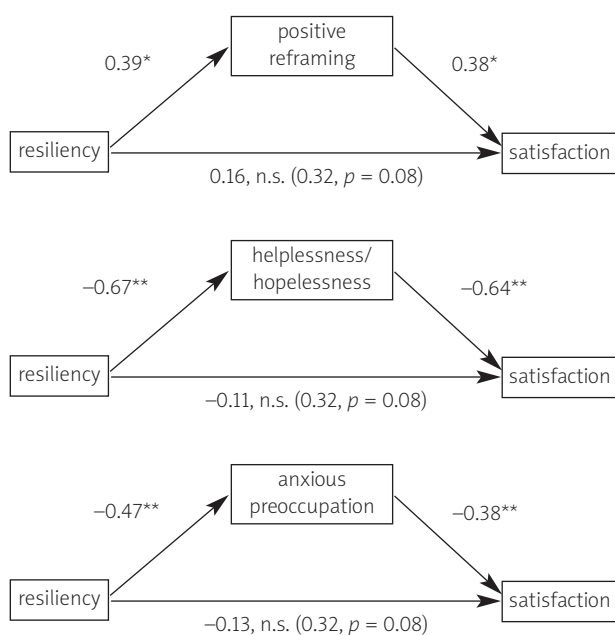 positive
reframing
0.39*
0.38*
resiliency
satisfaction
0.16, n.s. (0.32, p = 0.08)
helplessness/
hopelessness
–0.67**
–0.64**
resiliency
satisfaction
–0.11, n.s. (0.32, p = 0.08)
anxious
preoccupation
–0.47**
–0.38**
resiliency
satisfaction
–0.13, n.s. (0.32, p = 0.08)